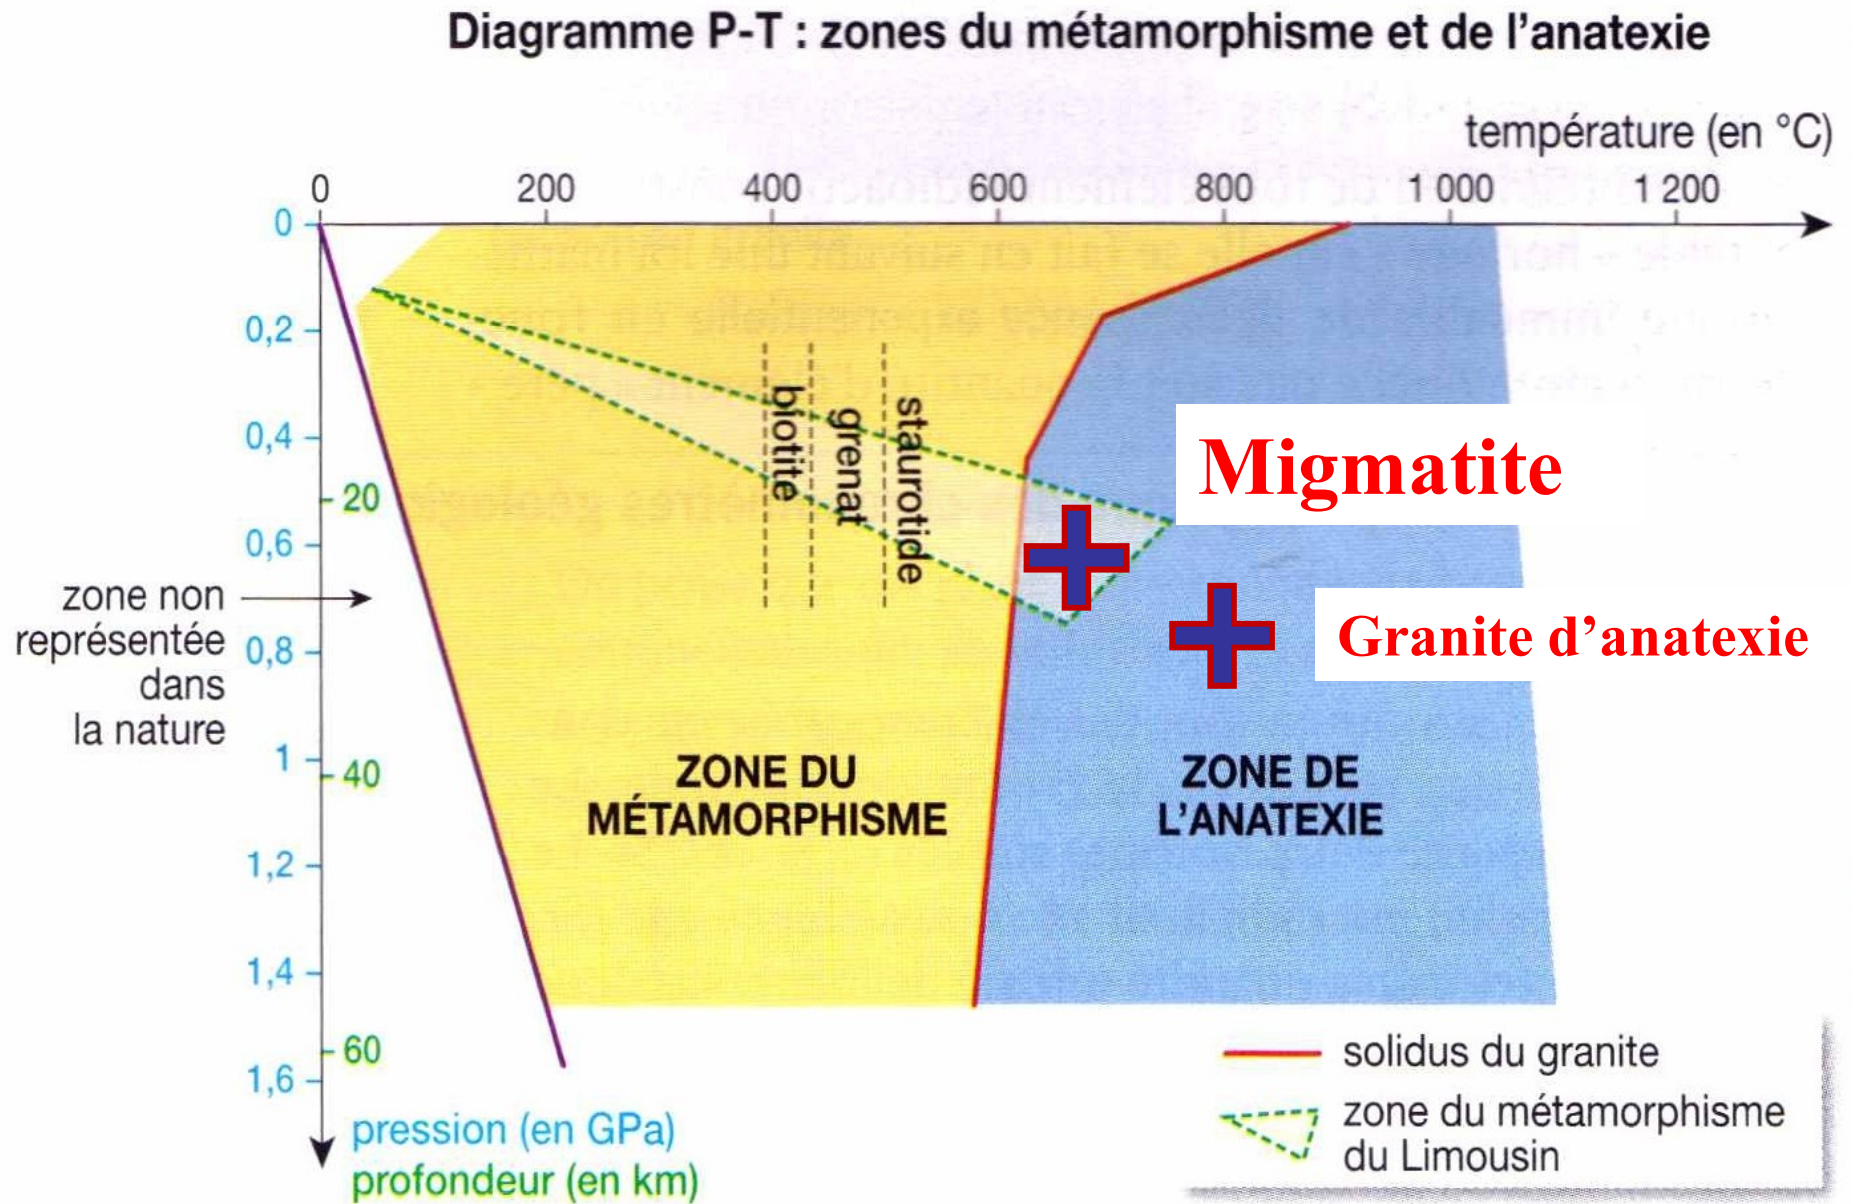 Diagramme P-T : zones du métamorphisme et de l'anatexie
température (en °C)
0 200 400 600 800 1 000 1 200
0
0,2
0,4
20
0,6
0,8
1
40
1,2
1,4
60
1,6
biotite
grenat
staurotide
Migmatite
Granite d’anatexie
zone non
représentée
dans
la nature
ZONE DU
MÉTAMORPHISME
ZONE DE
L'ANATEXIE
pression (en GPa)
profondeur (en km)
solidus du granite
zone du métamorphisme
du Limousin